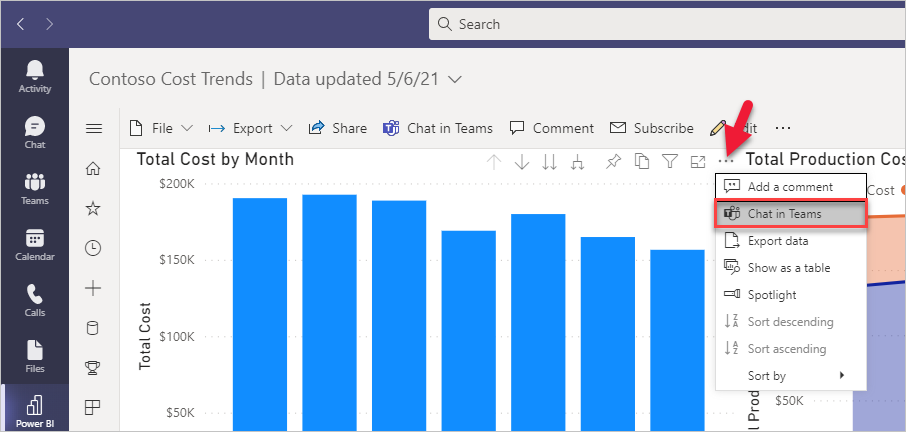 Search
Activity
Chat
Teams
Calendar
Calls
Files
Power BI
Contoso Cost Trends | Data updated 5/6/21
File
Export
Share
Chat in Teams
Comment
Subscribe
Total Cost by Month
Total Cost
$200K
$150K
$100K
$50K
Add a comment
Chat in Teams
Export data
Show as a table
Spotlight
Sort descending
Sort ascending
Sort by
Total Production Cos
Cost
Total Prod
$50K